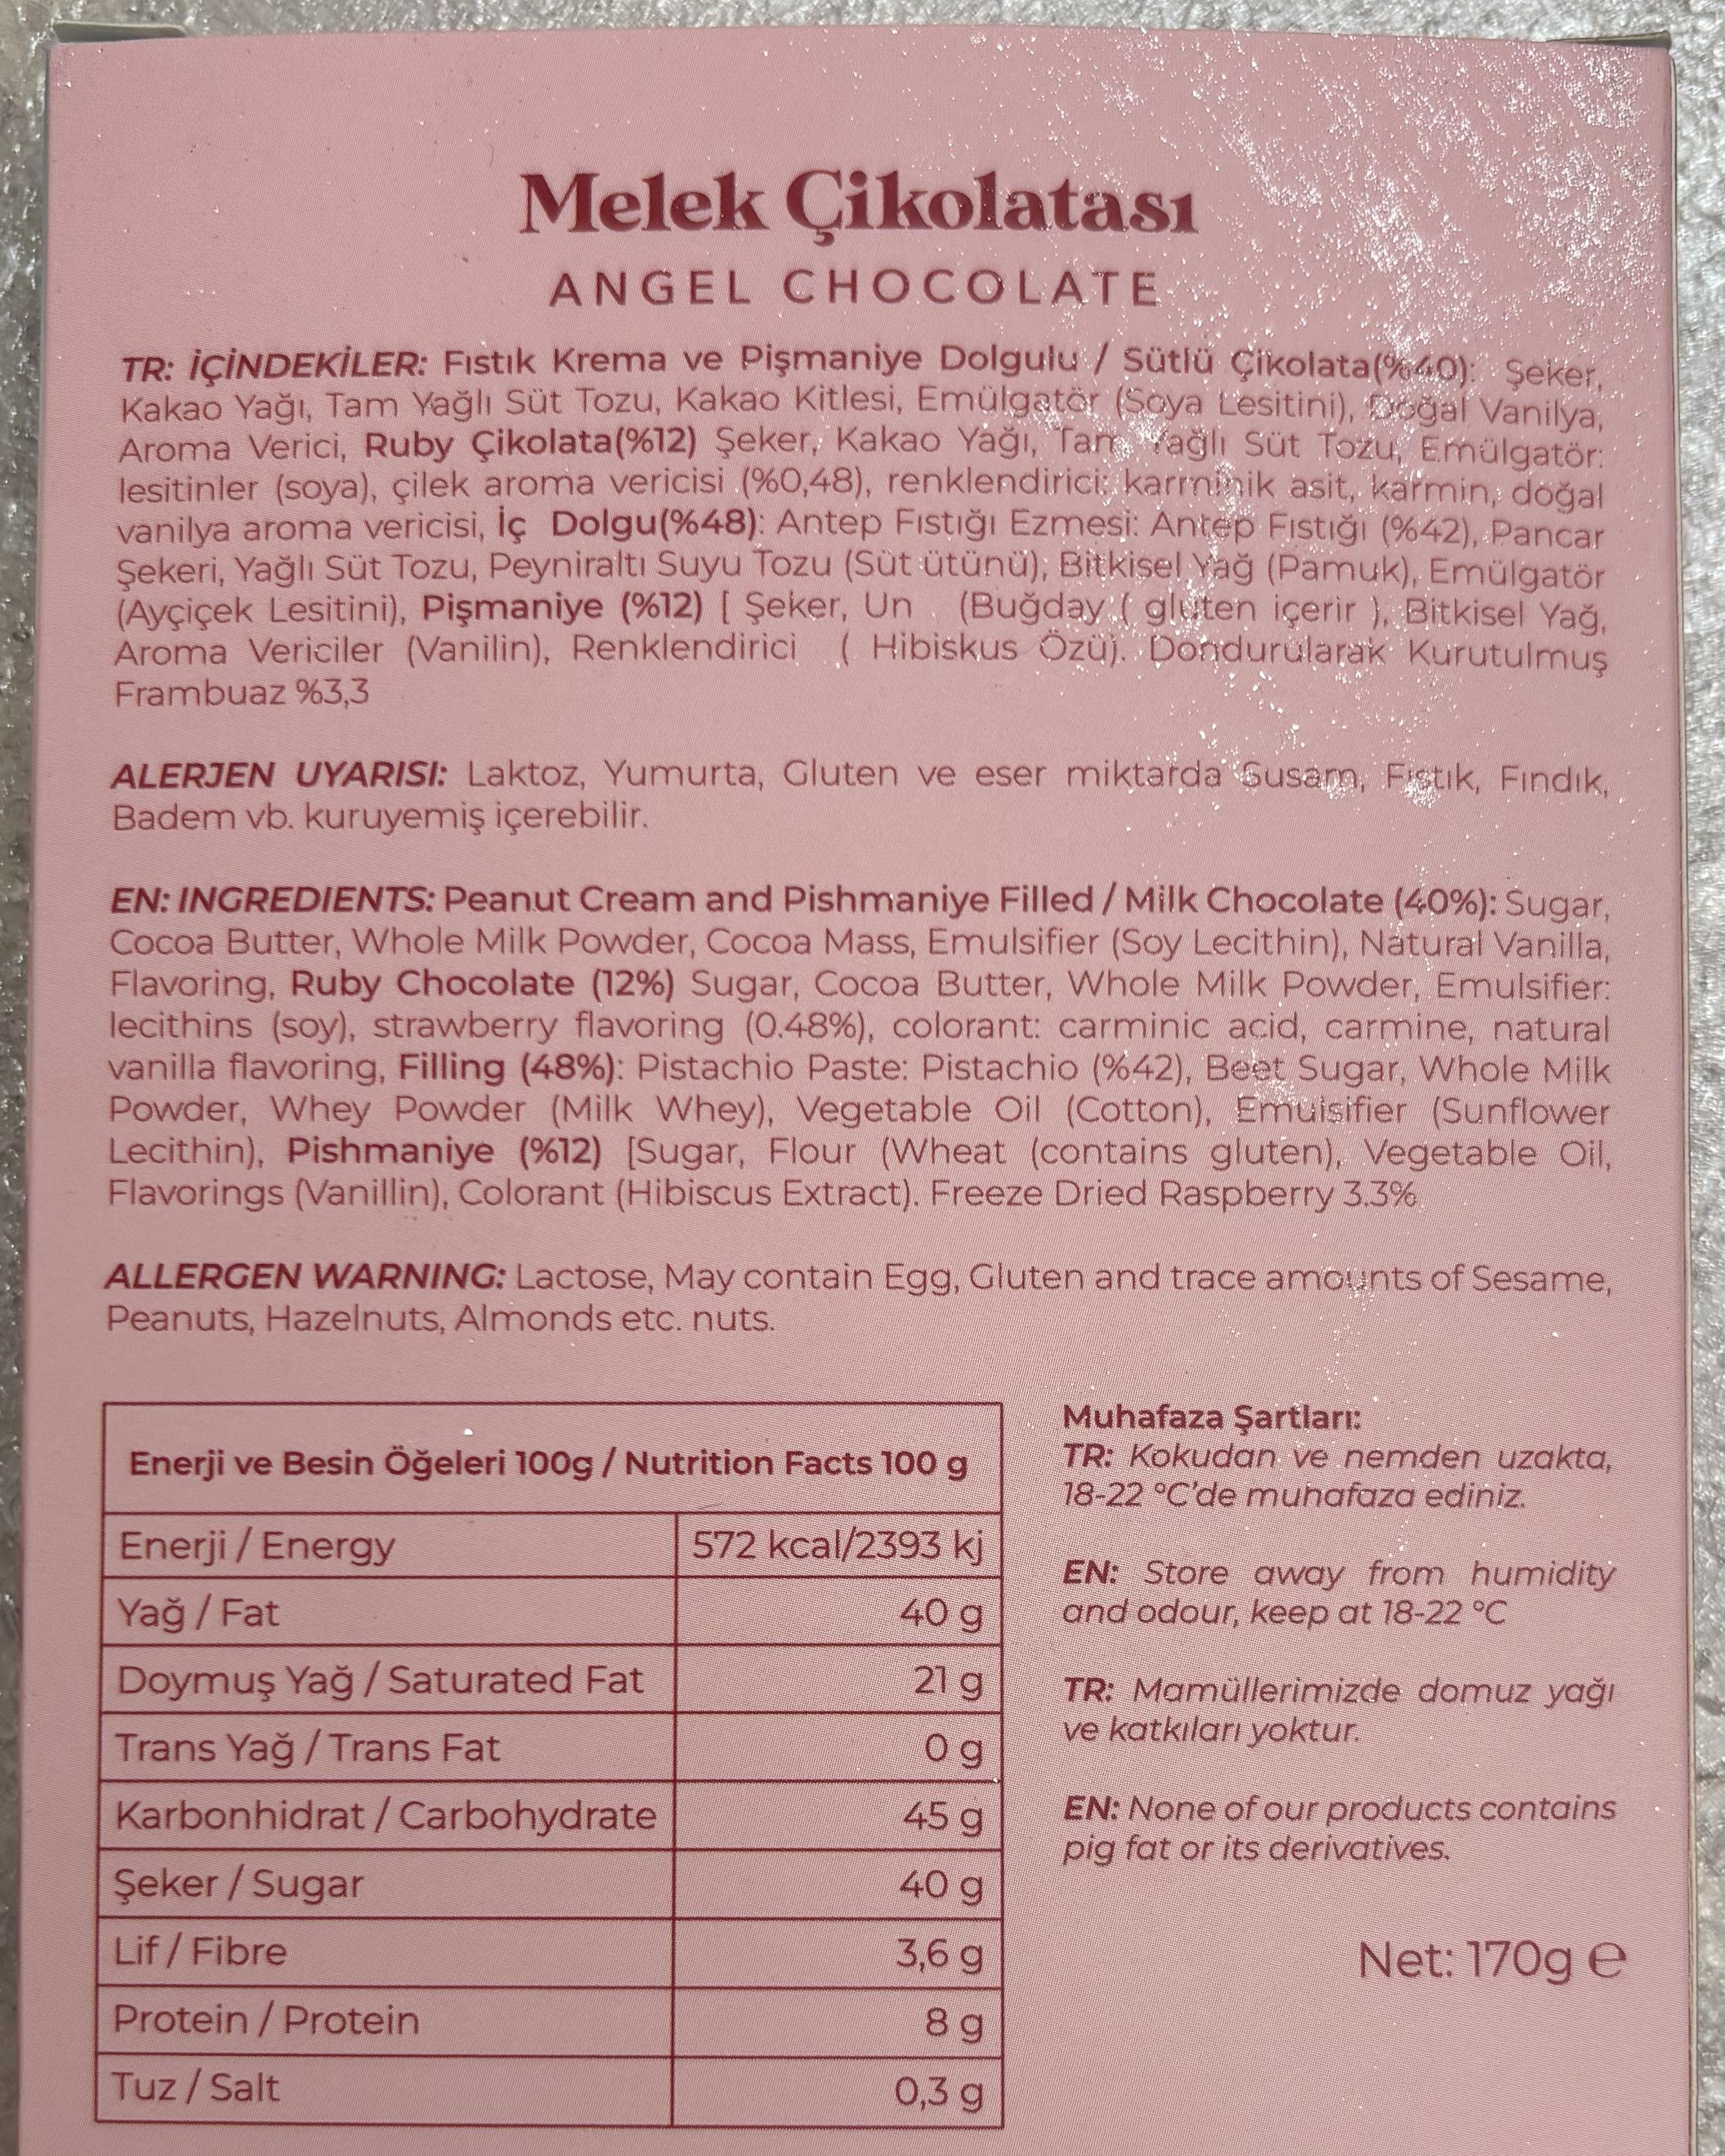 Melek Çikolatası
ANGEL CHOCOLATE
TR: İÇİNDEKİLER: Fıstık Krema ve Pişmaniye Dolgulu / Sütlü Çikolata(%40): Şeker,
Kakao Yağı, Tam Yağlı Süt Tozu, Kakao Kitlesi, Emülgatör (Soya Lesitini), Doğal Vanilya,
Aroma Verici, Ruby Çikolata(%12) Şeker, Kakao Yağı, Tam Yağlı Süt Tozu, Emülgatör:
lesitinler (soya), çilek aroma vericisi (%0,48), renklendirici: karminik asit, karmin, doğal
vanilya aroma vericisi, İç Dolgu(%48): Antep Fıstığı Ezmesi: Antep Fıstığı (%42), Pancar
Şekeri, Yağlı Süt Tozu, Peyniraltı Suyu Tozu (Süt ütünü), Bitkisel Yağ (Pamuk), Emülgatör
(Ayçiçek Lesitini), Pişmaniye (%12) [ Şeker, Un (Buğday ( gluten içerir ), Bitkisel Yağ,
Aroma Vericiler (Vanilin), Renklendirici ( Hibiskus Özü). Dondurularak Kurutulmuş
Frambuaz %3,3
ALERJEN UYARISI: Laktoz, Yumurta, Gluten ve eser miktarda Susam, Fıstık, Fındık,
Badem vb. kuruyemiş içerebilir.
EN: INGREDIENTS: Peanut Cream and Pishmaniye Filled / Milk Chocolate (40%): Sugar,
Cocoa Butter, Whole Milk Powder, Cocoa Mass, Emulsifier (Soy Lecithin), Natural Vanilla,
Flavoring, Ruby Chocolate (12%) Sugar, Cocoa Butter, Whole Milk Powder, Emulsifier:
lecithins (soy), strawberry flavoring (0.48%), colorant: carminic acid, carmine, natural
vanilla flavoring, Filling (48%): Pistachio Paste: Pistachio (%42), Beet Sugar, Whole Milk
Powder, Whey Powder (Milk Whey), Vegetable Oil (Cotton), Emulsifier (Sunflower
Lecithin), Pishmaniye (%12) [Sugar, Flour (Wheat (contains gluten), Vegetable Oil,
Flavorings (Vanillin), Colorant (Hibiscus Extract). Freeze Dried Raspberry 3.3%
ALLERGEN WARNING: Lactose, May contain Egg, Gluten and trace amounts of Sesame,
Peanuts, Hazelnuts, Almonds etc. nuts.
Enerji ve Besin Öğeleri 100g / Nutrition Facts 100 g
Enerji / Energy 572 kcal/2393 kj
Yağ / Fat 40 g
Doymuş Yağ / Saturated Fat 21 g
Trans Yağ / Trans Fat 0 g
Karbonhidrat / Carbohydrate 45 g
Şeker / Sugar 40 g
Lif / Fibre 3,6 g
Protein / Protein 8 g
Tuz / Salt 0,3 g
Muhafaza Şartları:
TR: Kokudan ve nemden uzakta,
18-22 °C'de muhafaza ediniz.
EN: Store away from humidity
and odour, keep at 18-22 °C
TR: Mamüllerimizde domuz yağı
ve katkıları yoktur.
EN: None of our products contains
pig fat or its derivatives.
Net: 170g ℮